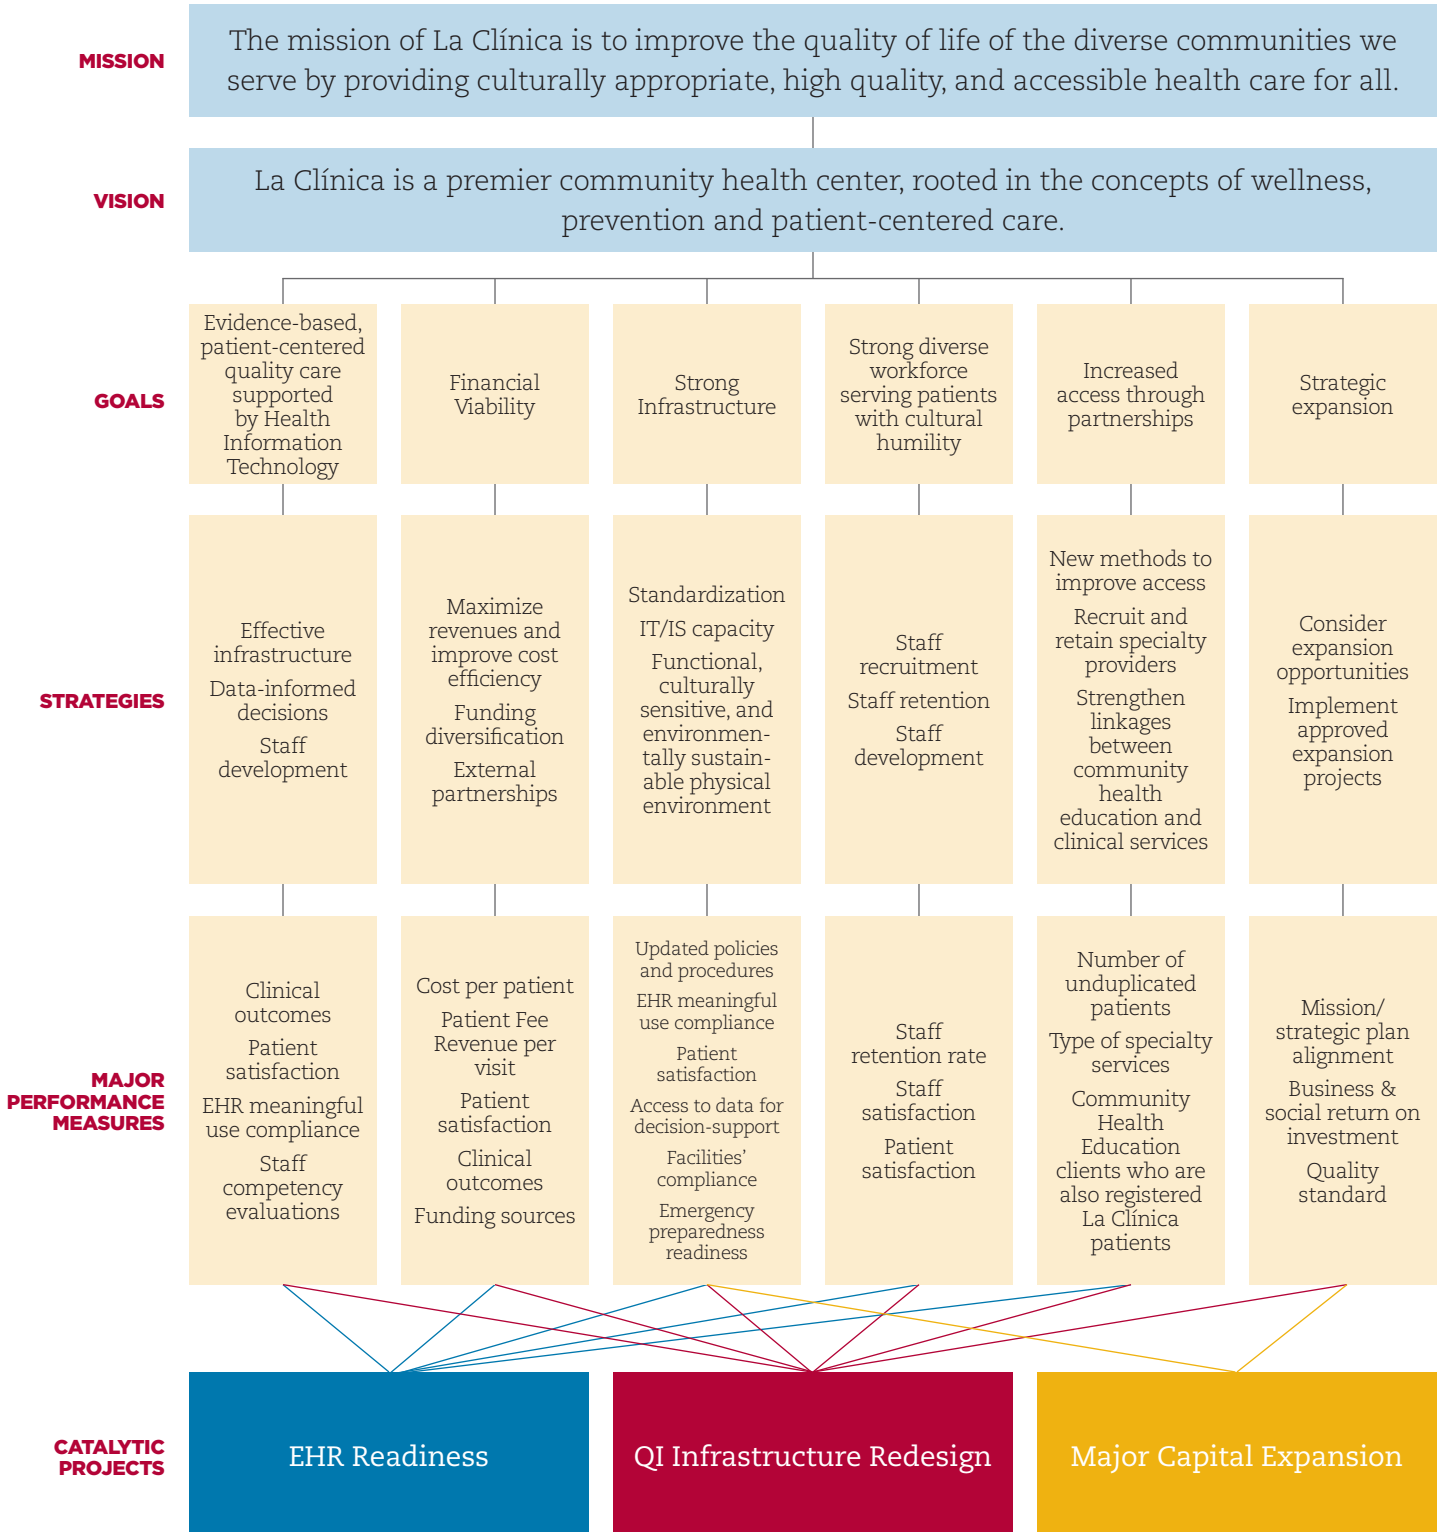 MISSION
The mission of La Clínica is to improve the quality of life of the diverse communities we
serve by providing culturally appropriate, high quality, and accessible health care for all.
VISION
La Clínica is a premier community health center, rooted in the concepts of wellness,
prevention and patient-centered care.
GOALS
Evidence-based,
patient-centered
quality care
supported
by Health
Information
Technology
Financial
Viability
Strong
Infrastructure
Strong diverse
workforce
serving patients
with cultural
humility
Increased
access through
partnerships
Strategic
expansion
STRATEGIES
Effective
infrastructure
Data-informed
decisions
Staff
development
Maximize
revenues and
improve cost
efficiency
Funding
diversification
External
partnerships
Standardization
IT/IS capacity
Functional,
culturally
sensitive, and
environmen-
tally sustain-
able physical
environment
Staff
recruitment
Staff retention
Staff
development
New methods to
improve access
Recruit and
retain specialty
providers
Strengthen
linkages
between
community
health
education and
clinical services
Consider
expansion
opportunities
Implement
approved
expansion
projects
MAJOR
PERFORMANCE
MEASURES
Clinical
outcomes
Patient
satisfaction
EHR meaningful
use compliance
Staff
competency
evaluations
Cost per patient
Patient Fee
Revenue per
visit
Patient
satisfaction
Clinical
outcomes
Funding sources
Updated policies
and procedures
EHR meaningful
use compliance
Patient
satisfaction
Access to data for
decision-support
Facilities’
compliance
Emergency
preparedness
readiness
Staff
retention rate
Staff
satisfaction
Patient
satisfaction
Number of
unduplicated
patients
Type of specialty
services
Community
Health
Education
clients who are
also registered
La Clínica
patients
Mission/
strategic plan
alignment
Business &
social return on
investment
Quality
standard
CATALYTIC
PROJECTS
EHR Readiness
QI Infrastructure Redesign
Major Capital Expansion